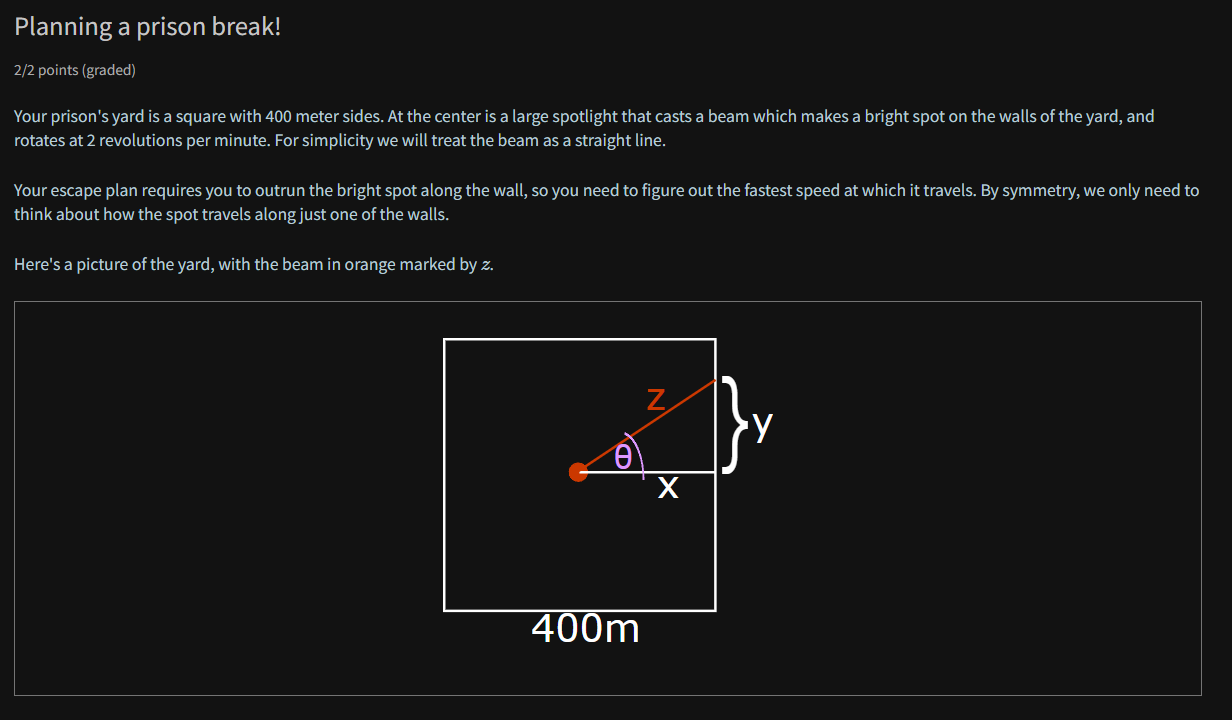 Planning a prison break!
2/2 points (graded)
Your prison's yard is a square with 400 meter sides. At the center is a large spotlight that casts a beam which makes a bright spot on the walls of the yard, and
rotates at 2 revolutions per minute. For simplicity we will treat the beam as a straight line.
Your escape plan requires you to outrun the bright spot along the wall, so you need to figure out the fastest speed at which it travels. By symmetry, we only need to
think about how the spot travels along just one of the walls.
Here's a picture of the yard, with the beam in orange marked by z.
z
}y
θ
x
400m